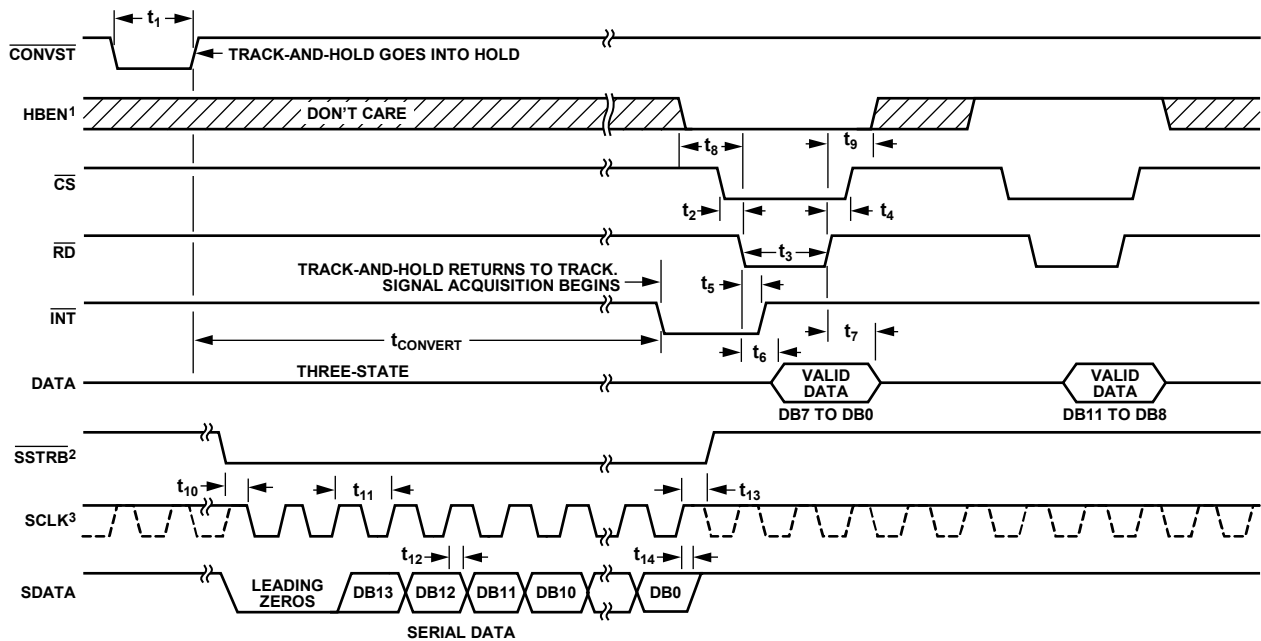 t1
CONVST
TRACK-AND-HOLD GOES INTO HOLD
HBEN1
DON'T CARE
t8
t9
CS
t2
t4
RD
t3
TRACK-AND-HOLD RETURNS TO TRACK.
SIGNAL ACQUISITION BEGINS
t5
INT
tCONVERT
t7
t6
THREE-STATE
DATA
VALID
DATA
VALID
DATA
DB7 TO DB0
DB11 TO DB8
SSTRB2
t10
t11
t13
SCLK3
t12
t14
SDATA
LEADING
ZEROS
DB13
DB12
DB11
DB10
DB0
SERIAL DATA